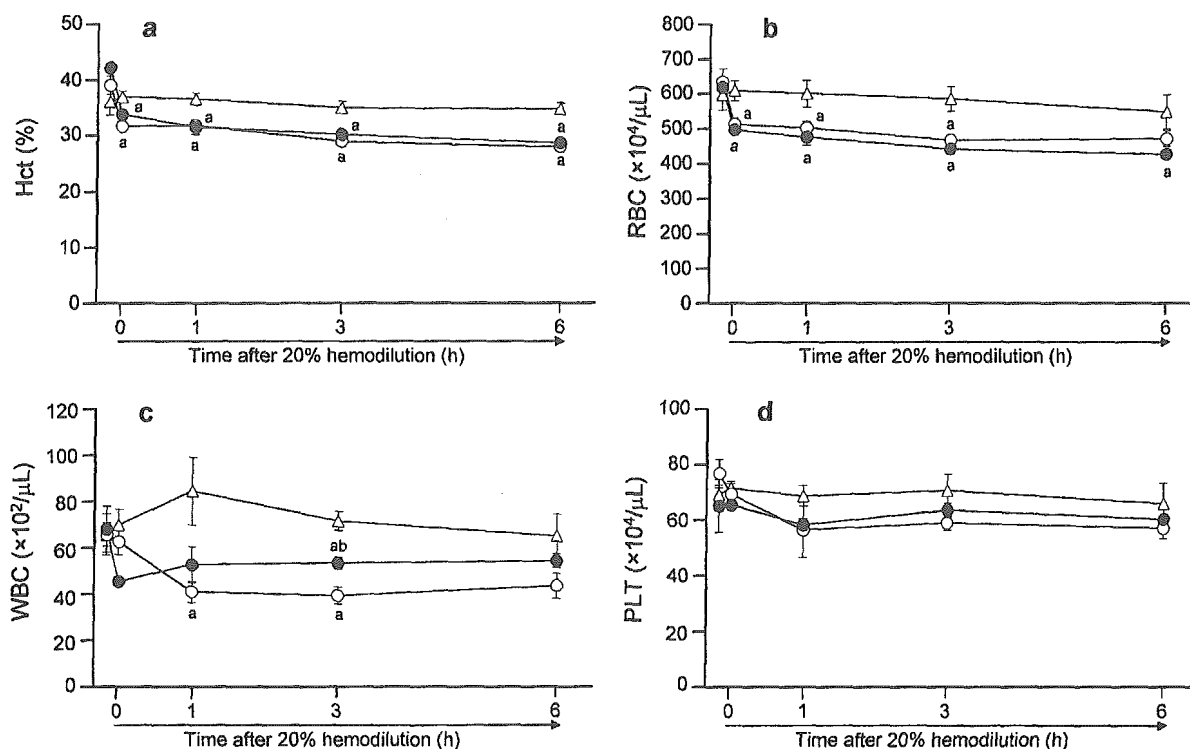 a
50
40
30
20
10
0
Hct (%)
a
a
a
a
a
a
a
a
0 1 3 6
Time after 20% hemodilution (h)
b
800
700
600
500
400
300
200
100
0
RBC (×10⁴/μL)
a
a
a
a
a
a
a
a
0 1 3 6
Time after 20% hemodilution (h)
c
120
100
80
60
40
20
0
WBC (×10²/μL)
ab
a
a
0 1 3 6
Time after 20% hemodilution (h)
d
100
80
60
40
20
0
PLT (×10⁴/μL)
0 1 3 6
Time after 20% hemodilution (h)